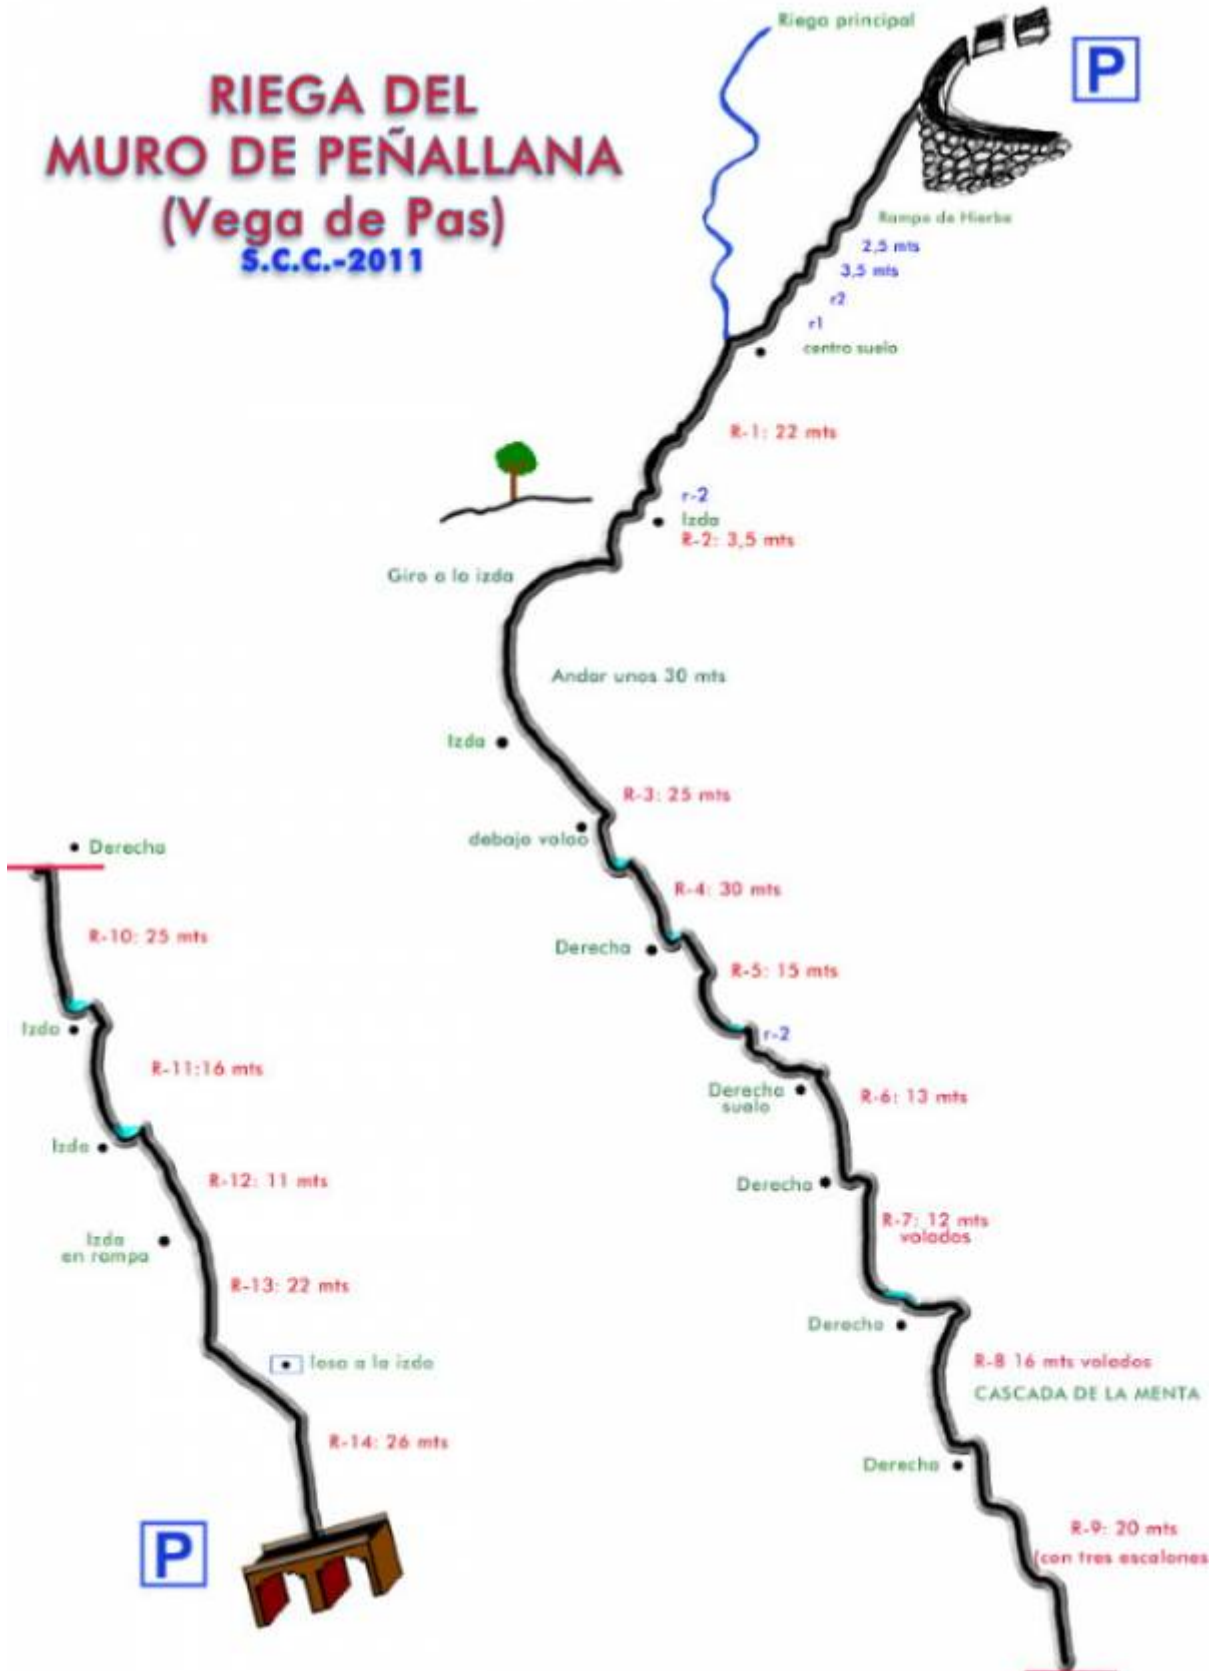 RIEGA DEL
MURO DE PEÑALLANA
(Vega de Pas)
S.C.C.-2011
Riega principal
P
Rampa de Hierba
2,5 mts
3,5 mts
r2
r1
centro suelo
R-1: 22 mts
r-2
Izda
R-2: 3,5 mts
Giro a la izda
Andar unos 30 mts
Izda
R-3: 25 mts
debajo volao
R-4: 30 mts
Derecha
R-5: 15 mts
r-2
Derecha
suelo
R-6: 13 mts
Derecha
R-7: 12 mts
volados
Derecha
R-8 16 mts volados
CASCADA DE LA MENTA
Derecha
R-9: 20 mts
(con tres escalones
Derecha
R-10: 25 mts
Izda
R-11:16 mts
Izda
R-12: 11 mts
Izda
en rampa
R-13: 22 mts
losa a la izda
R-14: 26 mts
P